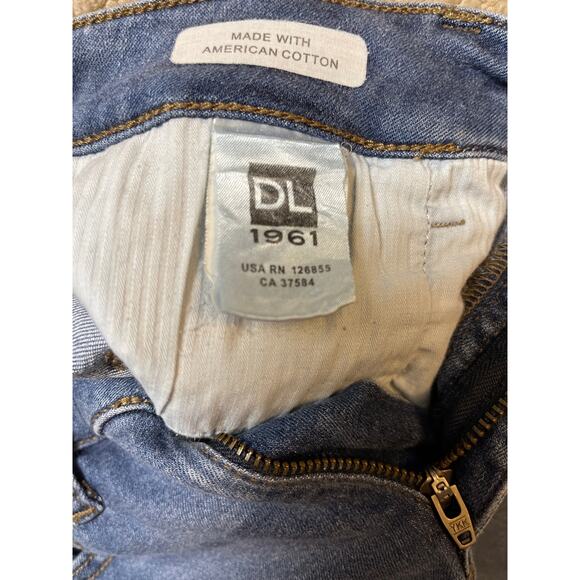 MADE WITH
AMERICAN COTTON
DL
1961
USA RN 126855
CA 37584
YKK